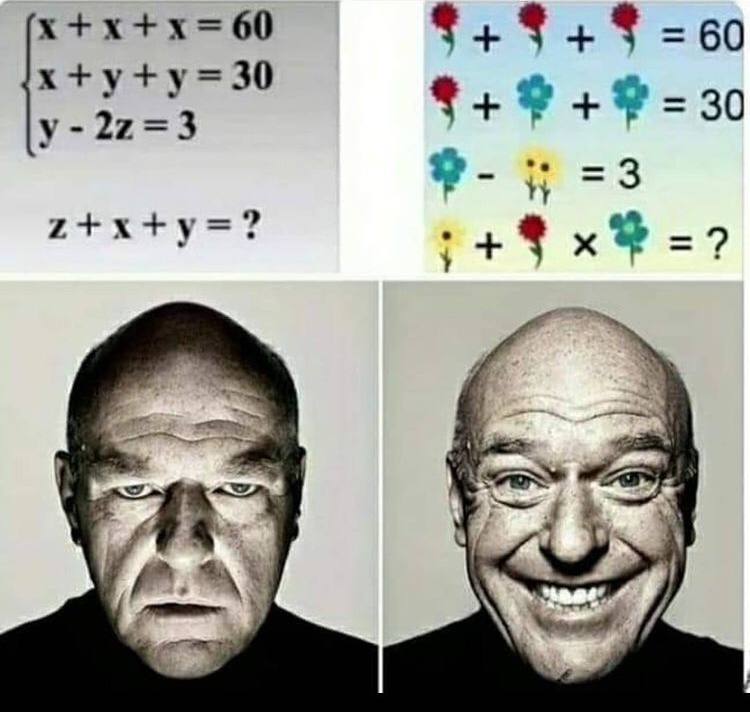 x + x + x = 60
x + y + y = 30
y - 2z = 3
z + x + y = ?
+ + = 60
+ + = 30
- = 3
+ x = ?